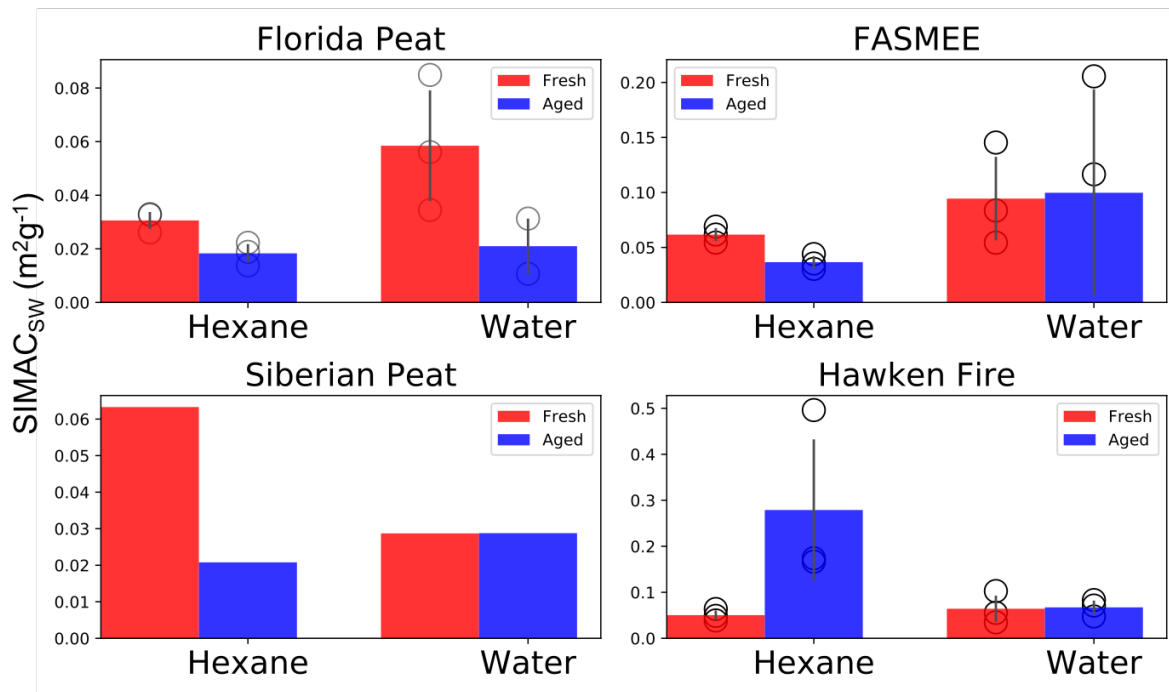 SIMAC_SW (m²g⁻¹)
Florida Peat
0.08
0.06
0.04
0.02
0.00
Fresh
Aged
Hexane
Water
FASMEE
0.20
0.15
0.10
0.05
0.00
Fresh
Aged
Hexane
Water
Siberian Peat
0.06
0.05
0.04
0.03
0.02
0.01
0.00
Fresh
Aged
Hexane
Water
Hawken Fire
0.5
0.4
0.3
0.2
0.1
0.0
Fresh
Aged
Hexane
Water